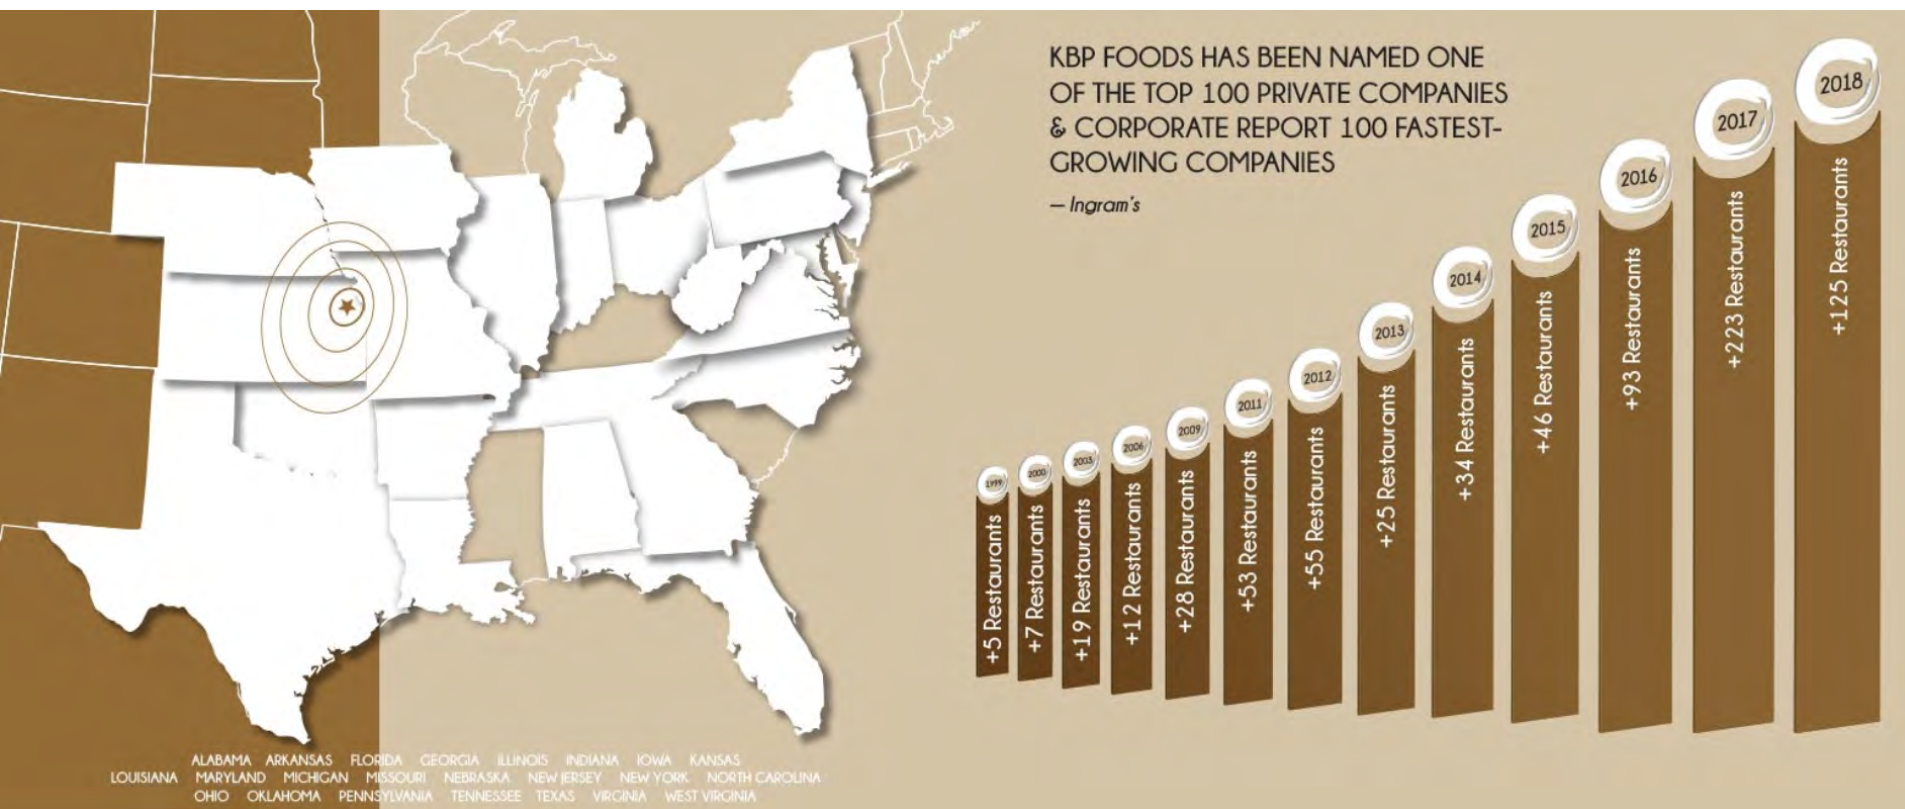 KBP FOODS HAS BEEN NAMED ONE
OF THE TOP 100 PRIVATE COMPANIES
& CORPORATE REPORT 100 FASTEST-
GROWING COMPANIES
– Ingram's
1999
+5 Restaurants
2000
+7 Restaurants
2003
+19 Restaurants
2006
+12 Restaurants
2009
+28 Restaurants
2011
+53 Restaurants
2012
+55 Restaurants
2013
+25 Restaurants
2014
+34 Restaurants
2015
+46 Restaurants
2016
+93 Restaurants
2017
+223 Restaurants
2018
+125 Restaurants
ALABAMA ARKANSAS FLORIDA GEORGIA ILLINOIS INDIANA IOWA KANSAS
LOUISIANA MARYLAND MICHIGAN MISSOURI NEBRASKA NEW JERSEY NEW YORK NORTH CAROLINA
OHIO OKLAHOMA PENNSYLVANIA TENNESSEE TEXAS VIRGINIA WEST VIRGINIA